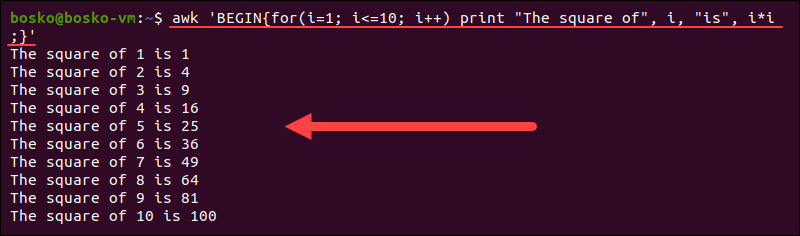 bosko@bosko-vm:~$ awk 'BEGIN{for(i=1; i<=10; i++) print "The square of", i, "is", i*i
;}'
The square of 1 is 1
The square of 2 is 4
The square of 3 is 9
The square of 4 is 16
The square of 5 is 25
The square of 6 is 36
The square of 7 is 49
The square of 8 is 64
The square of 9 is 81
The square of 10 is 100